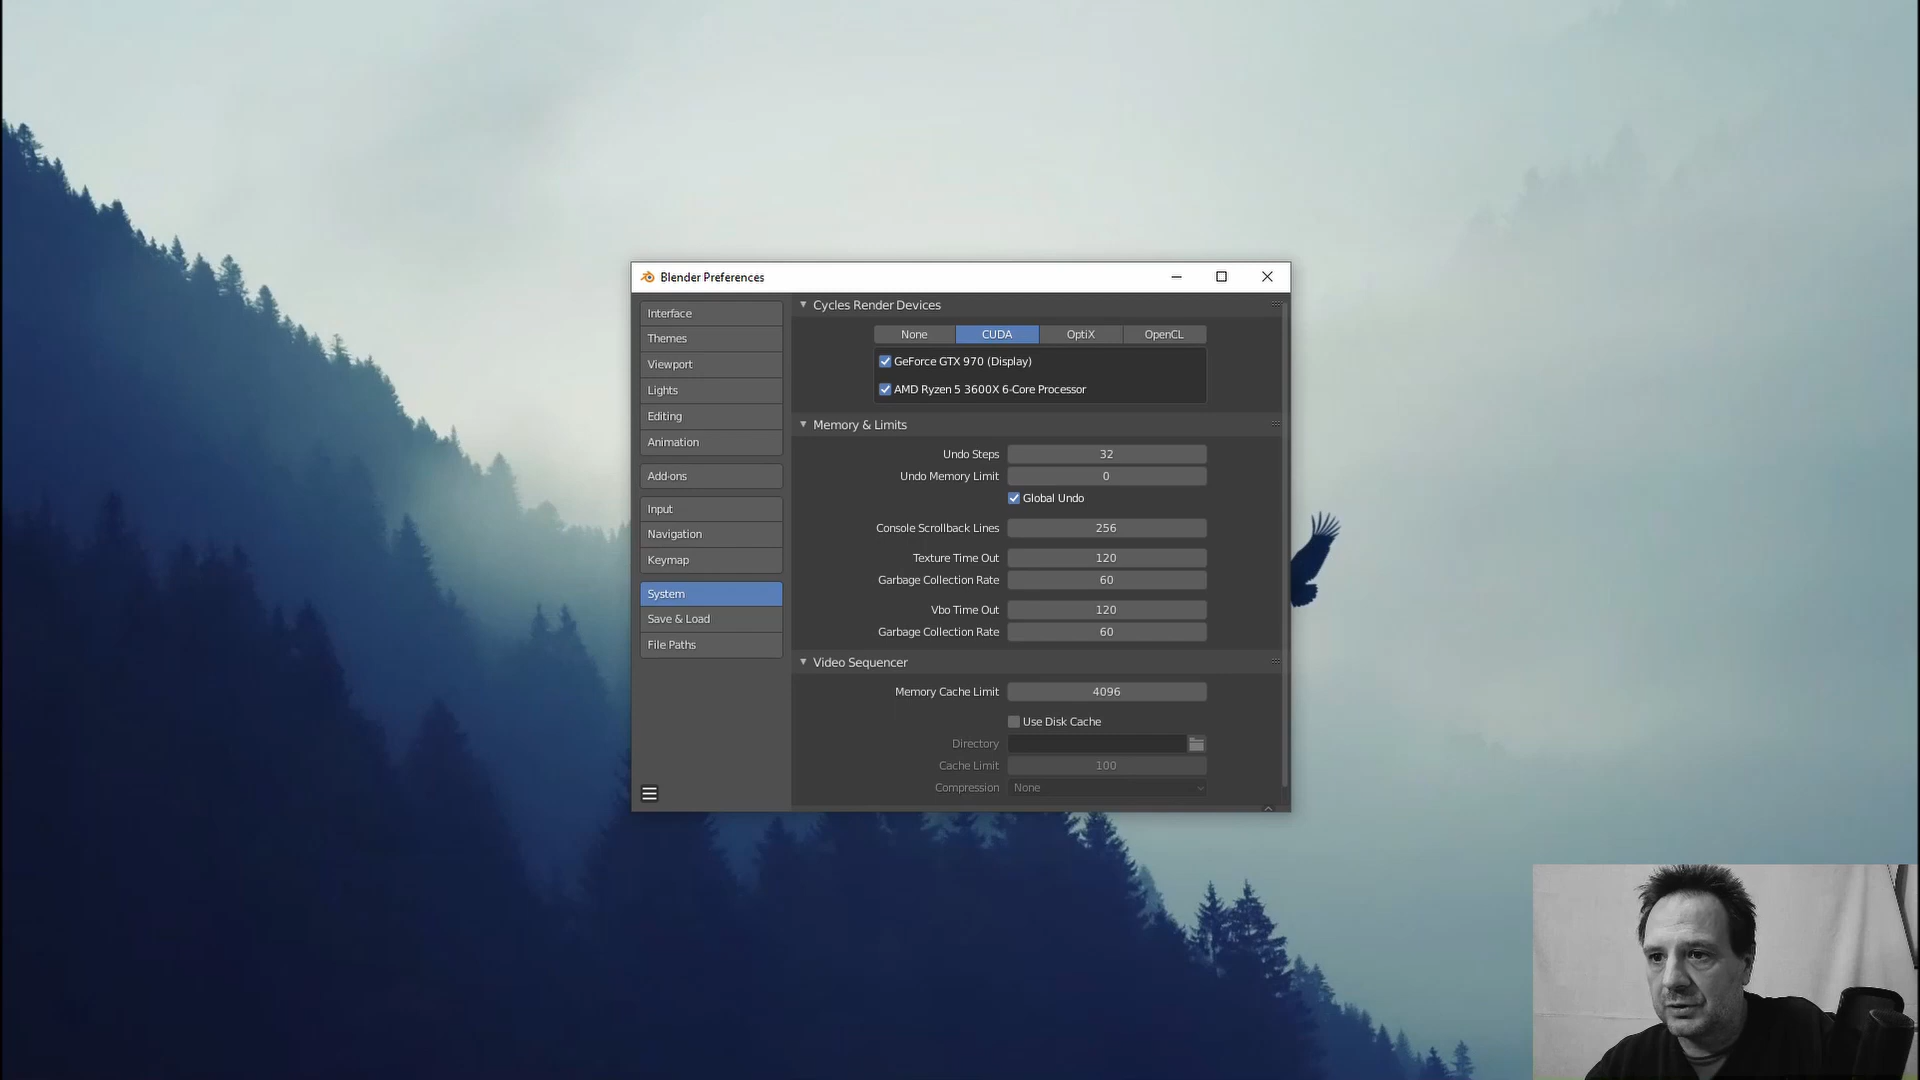 Blender Preferences
Interface
Themes
Viewport
Lights
Editing
Animation
Add-ons
Input
Navigation
Keymap
System
Save & Load
File Paths
Cycles Render Devices
None CUDA OptiX OpenCL
GeForce GTX 970 (Display)
AMD Ryzen 5 3600X 6-Core Processor
Memory & Limits
Undo Steps 32
Undo Memory Limit 0
Global Undo
Console Scrollback Lines 256
Texture Time Out 120
Garbage Collection Rate 60
Vbo Time Out 120
Garbage Collection Rate 60
Video Sequencer
Memory Cache Limit 4096
Use Disk Cache
Directory
Cache Limit 100
Compression None